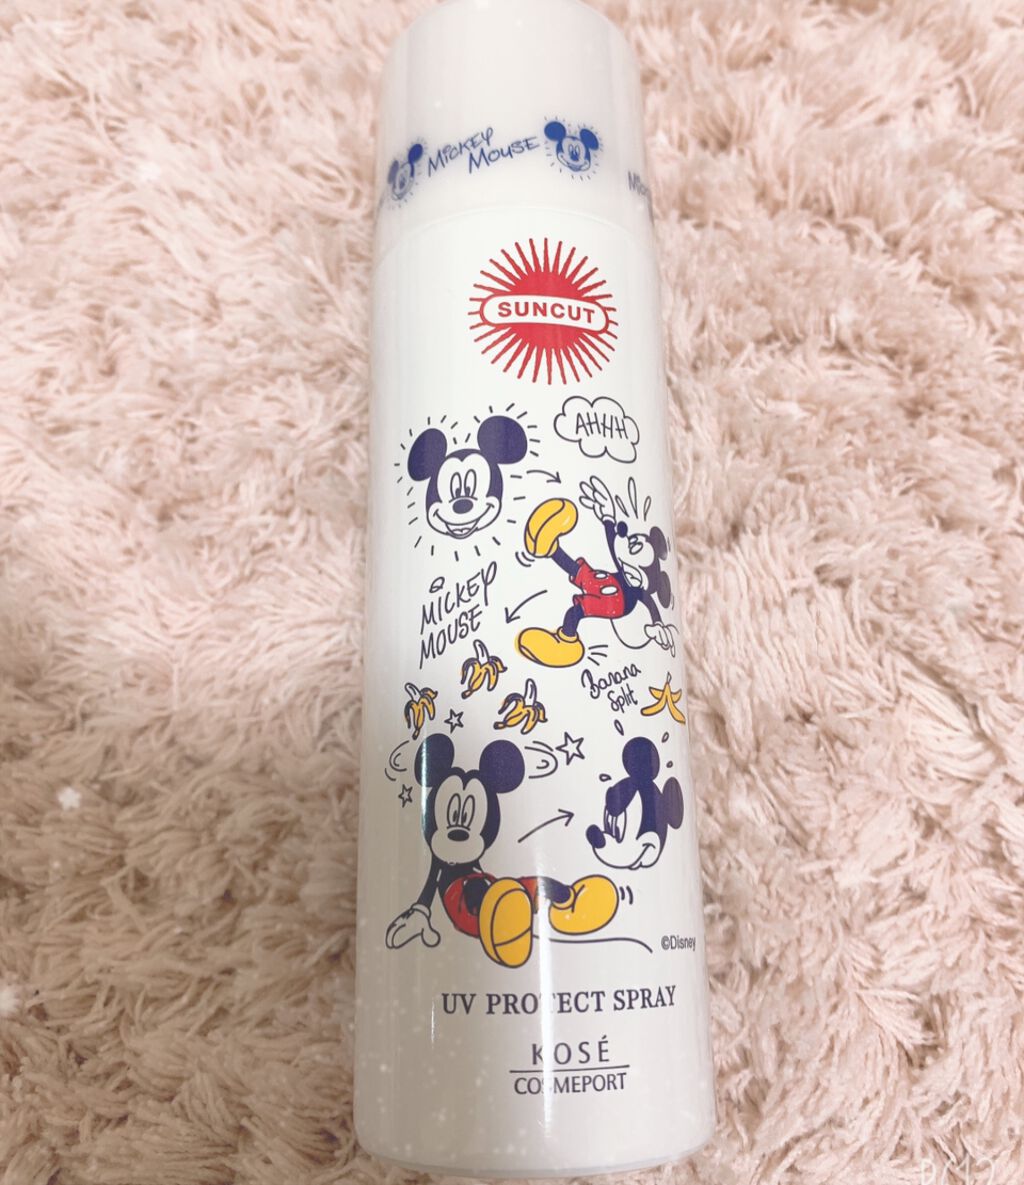 MICKEY
MOUSE
SUNCUT
AHHH
MICKEY
MOUSE
Banana
Split
©Disney
UV PROTECT SPRAY
KOSÉ
COSMEPORT